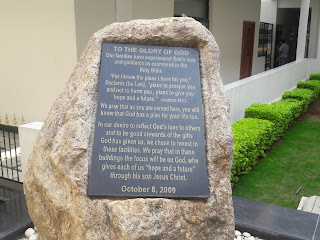 TO THE GLORY OF GOD
Our families have experienced God's love
and guidance as expressed in the
Holy Bible
"For I know the plans I have for you,"
Declares the Lord, "plans to prosper you
and not to harm you, plans to give you
hope and a future." Jeremiah 29:11
We pray that as you are served here, you will
know that God has a plan for your life too.
In our desire to reflect God's love to others
and to be good stewards of the gifts
God has given us, we chose to invest in
these facilities. We pray that in these
buildings the focus will be on God, who
gives each of us "hope and a future"
through his son Jesus Christ.
October 8, 2009